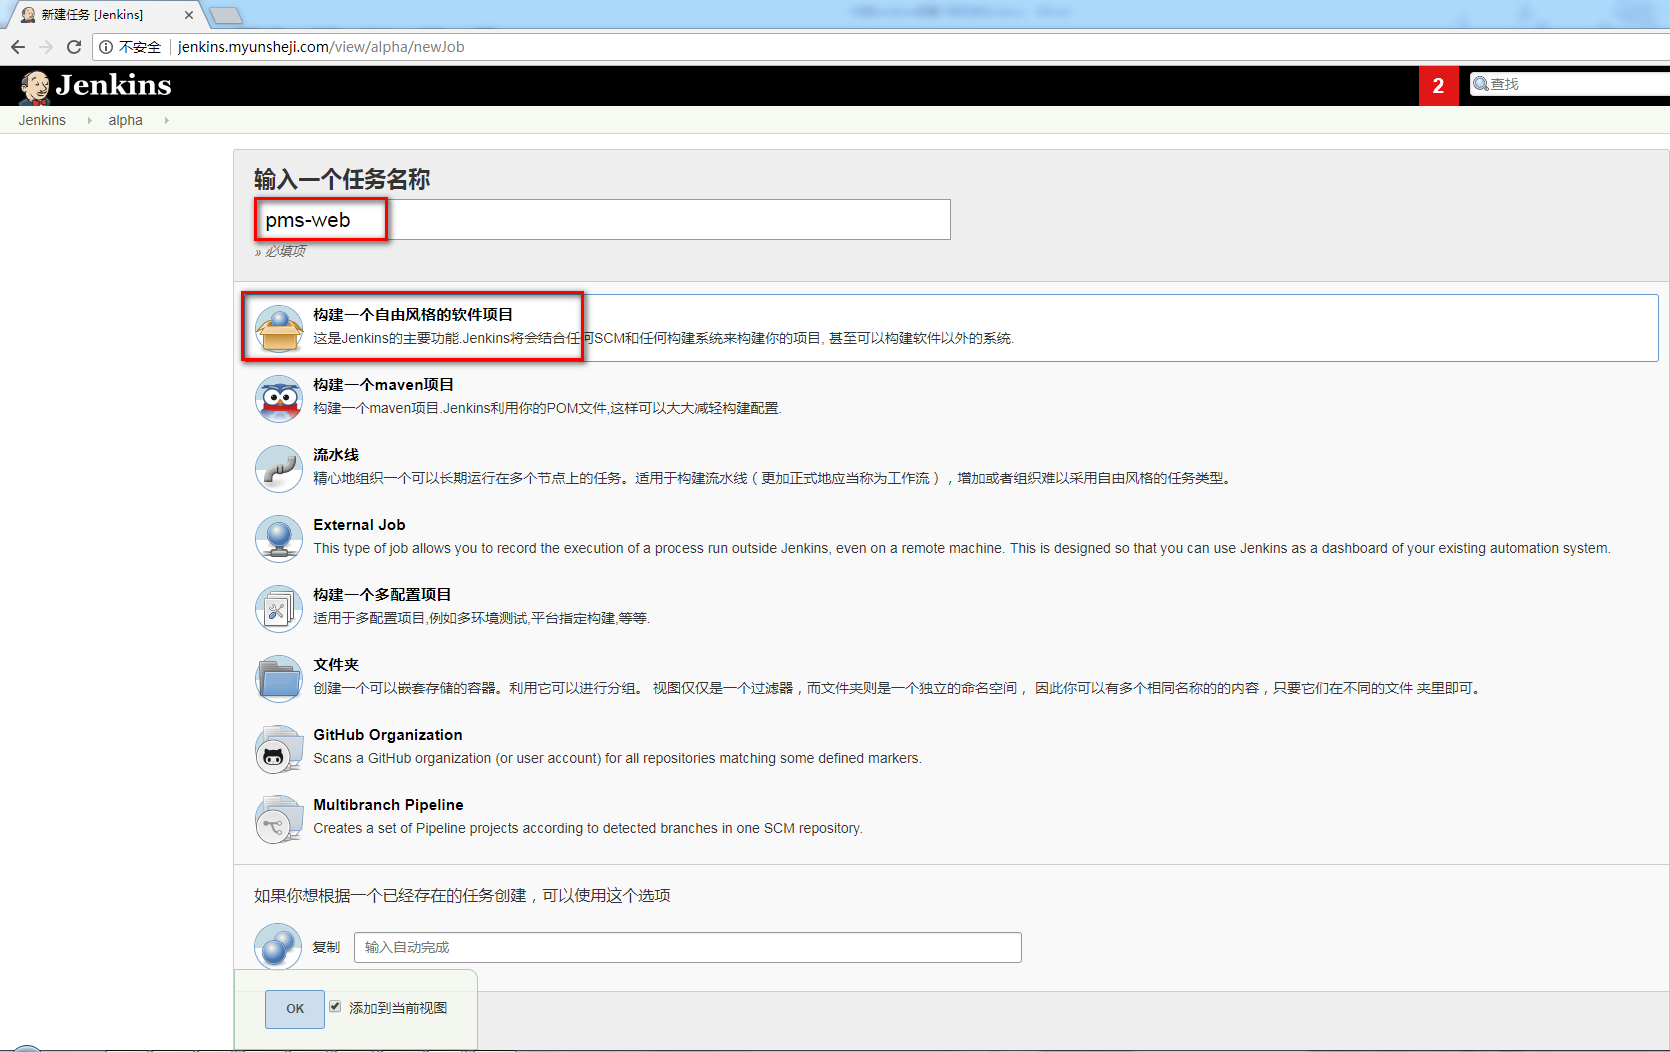 新建任务 [Jenkins]
不安全 jenkins.myunsheji.com/view/alpha/newJob
Jenkins
2
查找
Jenkins alpha
输入一个任务名称
pms-web
» 必填项
构建一个自由风格的软件项目
这是Jenkins的主要功能.Jenkins将会结合任何SCM和任何构建系统来构建你的项目, 甚至可以构建软件以外的系统.
构建一个maven项目
构建一个maven项目.Jenkins利用你的POM文件,这样可以大大减轻构建配置.
流水线
精心地组织一个可以长期运行在多个节点上的任务。适用于构建流水线（更加正式地应当称为工作流），增加或者组织难以采用自由风格的任务类型。
External Job
This type of job allows you to record the execution of a process run outside Jenkins, even on a remote machine. This is designed so that you can use Jenkins as a dashboard of your existing automation system.
构建一个多配置项目
适用于多配置项目,例如多环境测试,平台指定构建,等等.
文件夹
创建一个可以嵌套存储的容器。利用它可以进行分组。 视图仅仅是一个过滤器，而文件夹则是一个独立的命名空间， 因此你可以有多个相同名称的的内容，只要它们在不同的文件 夹里即可。
GitHub Organization
Scans a GitHub organization (or user account) for all repositories matching some defined markers.
Multibranch Pipeline
Creates a set of Pipeline projects according to detected branches in one SCM repository.
如果你想根据一个已经存在的任务创建，可以使用这个选项
复制 输入自动完成
OK 添加到当前视图